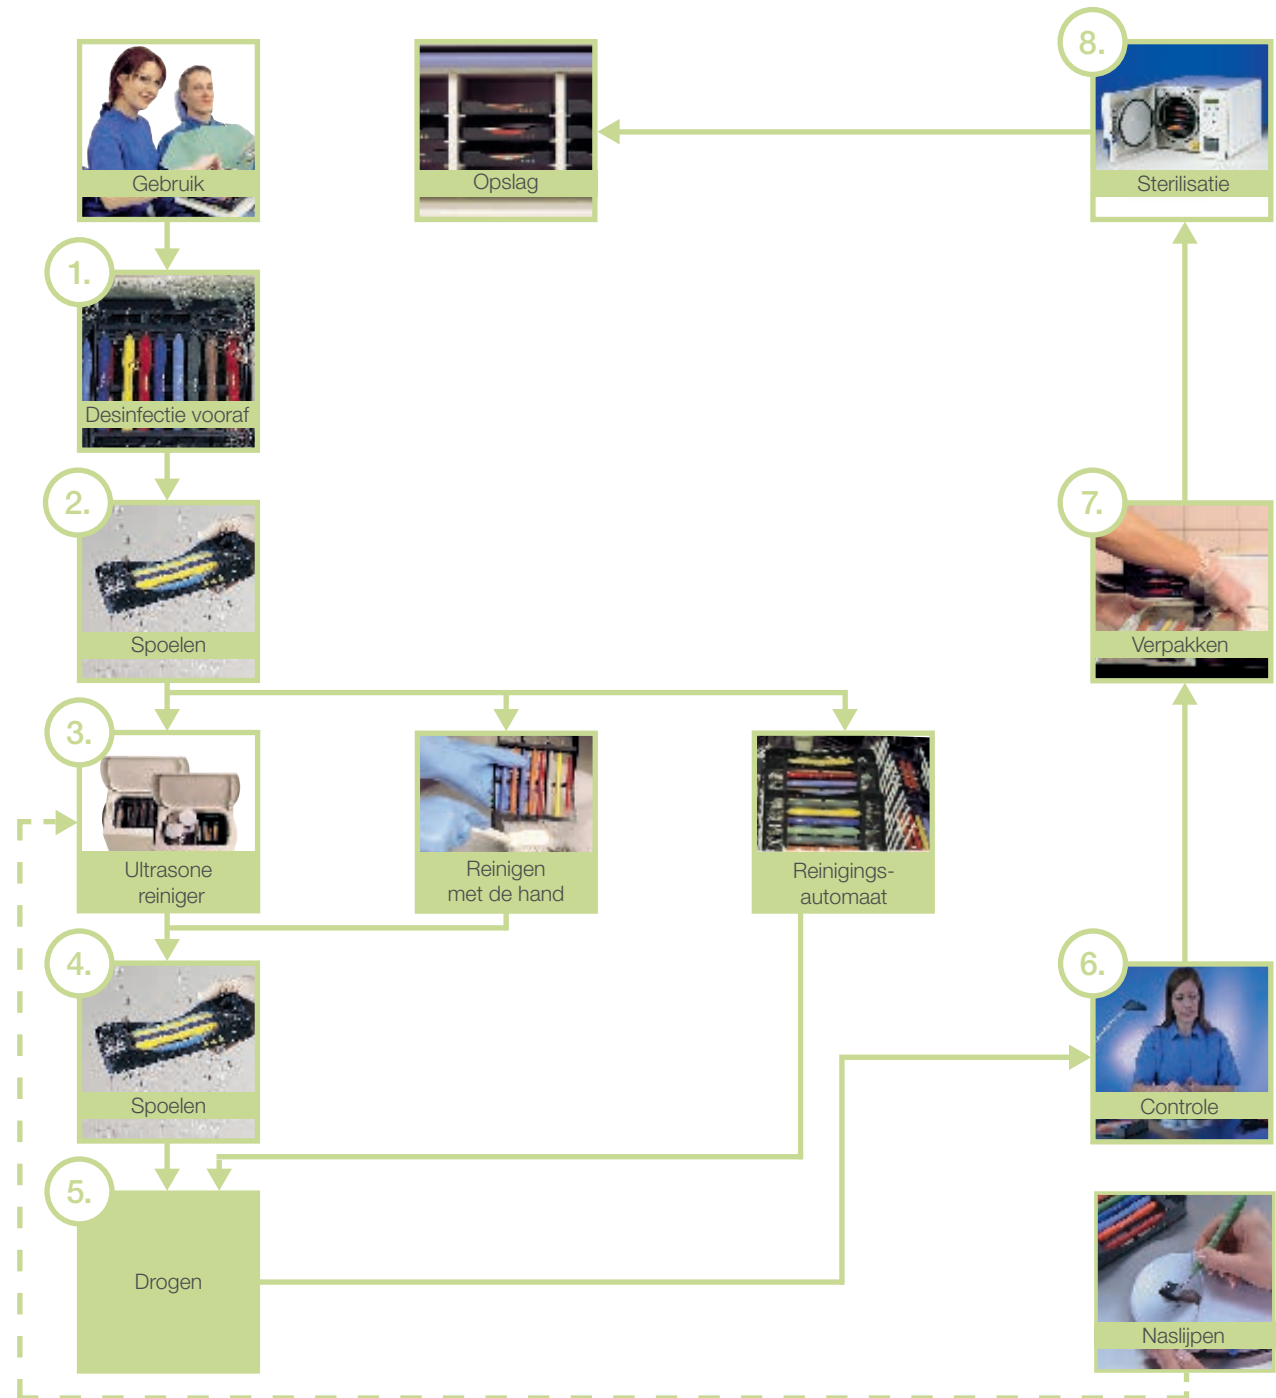 Gebruik
Opslag
8.
Sterilisatie
1.
Desinfectie vooraf
2.
Spoelen
7.
Verpakken
3.
Ultrasone
reiniger
Reinigen
met de hand
Reinigings-
automaat
4.
Spoelen
6.
Controle
5.
Drogen
Naslijpen